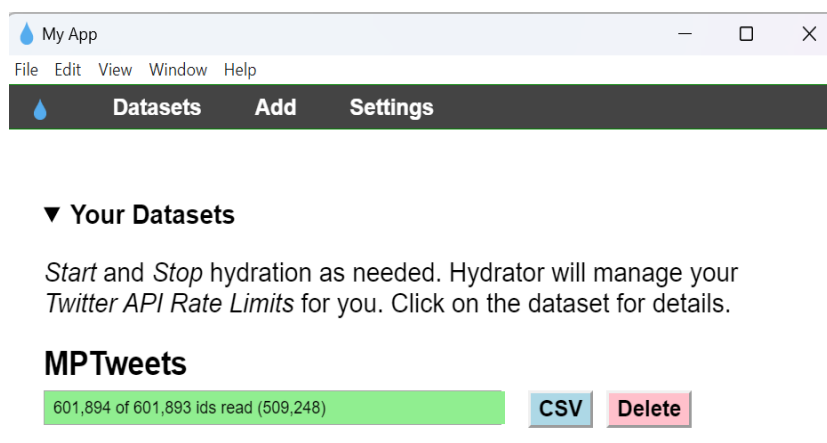 My App
File Edit View Window Help
Datasets Add Settings
▼ Your Datasets
Start and Stop hydration as needed. Hydrator will manage your
Twitter API Rate Limits for you. Click on the dataset for details.
MPTweets
601,894 of 601,893 ids read (509,248) CSV Delete